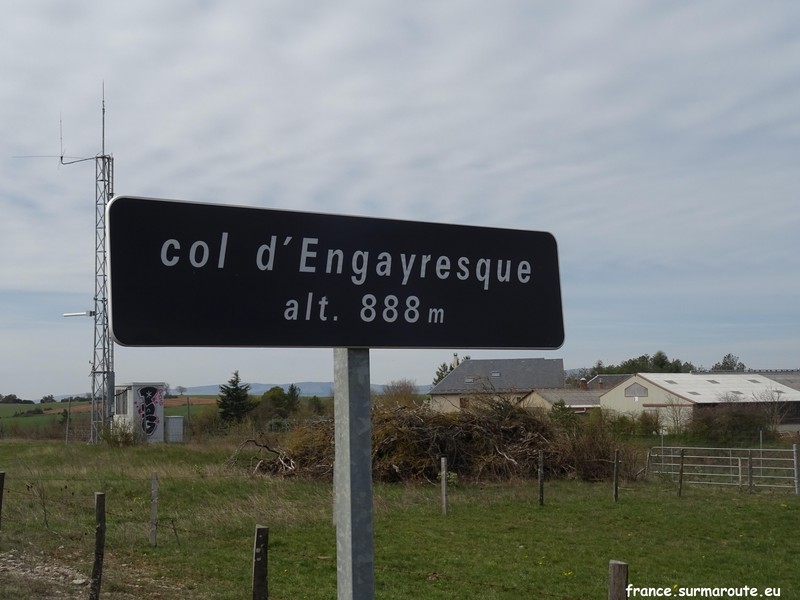 col d'Engayresque
alt. 888 m
france.surmaroute.eu